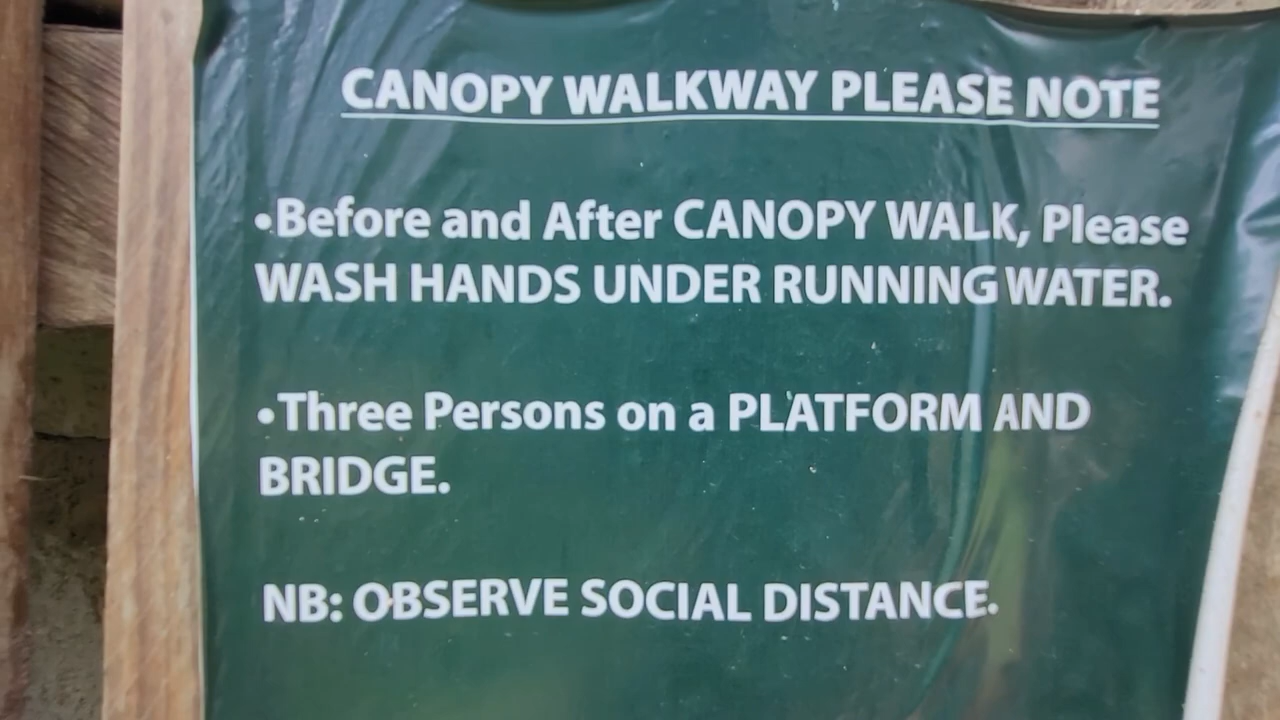 CANOPY WALKWAY PLEASE NOTE
•Before and After CANOPY WALK, Please
WASH HANDS UNDER RUNNING WATER.
•Three Persons on a PLATFORM AND
BRIDGE.
NB: OBSERVE SOCIAL DISTANCE.